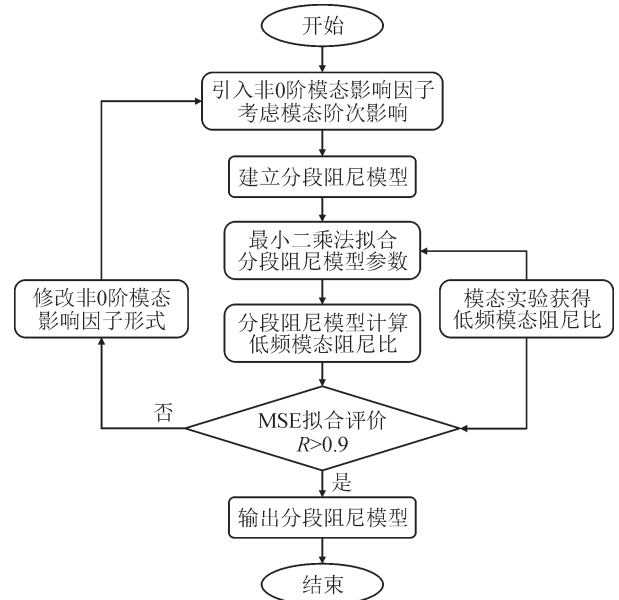 开始
引入非0阶模态影响因子
考虑模态阶次影响
建立分段阻尼模型
最小二乘法拟合
分段阻尼模型参数
修改非0阶模态
影响因子形式
分段阻尼模型计算
低频模态阻尼比
模态实验获得
低频模态阻尼比
否
MSE拟合评价
R>0.9
是
输出分段阻尼模型
结束